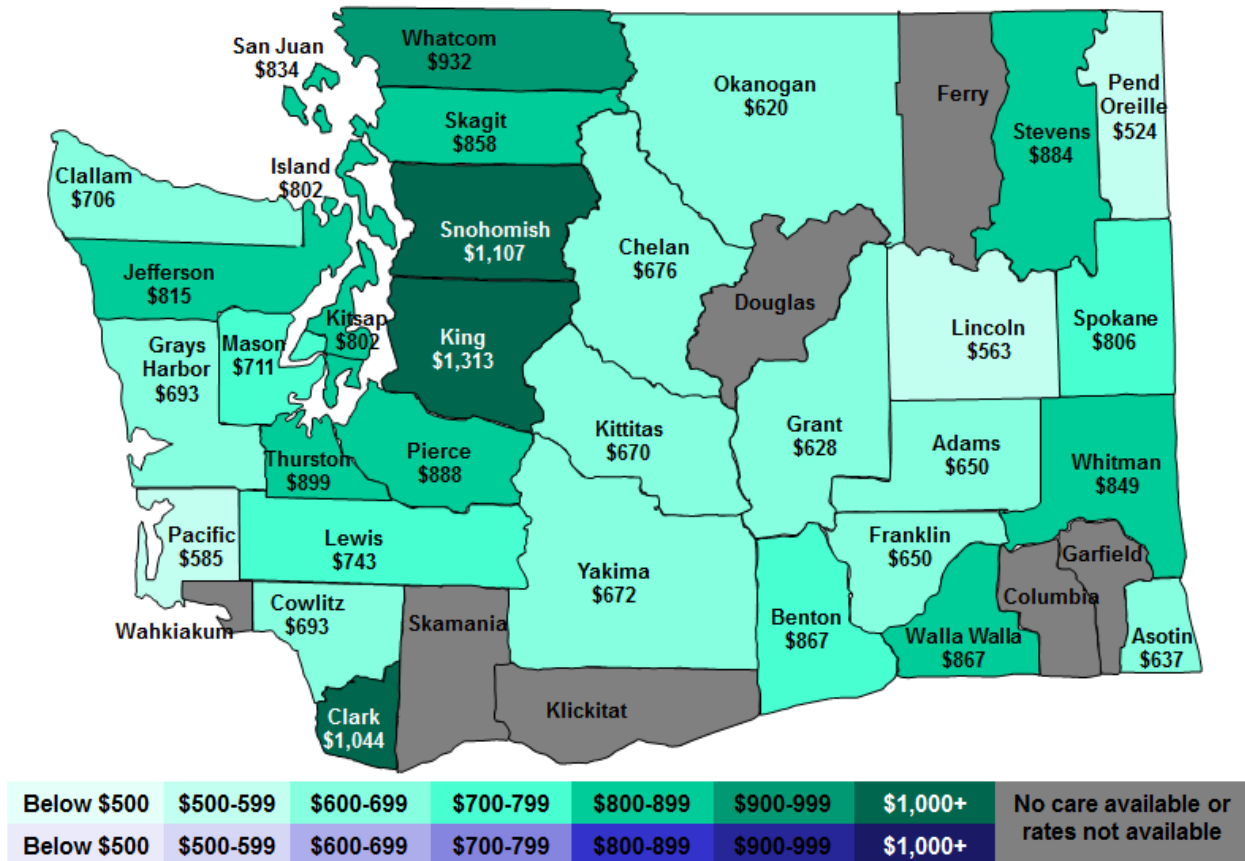 San Juan
$834
Whatcom
$932
Okanogan
$620
Ferry
Pend
Oreille
$524
Stevens
$884
Skagit
$858
Island
$802
Clallam
$706
Snohomish
$1,107
Chelan
$676
Jefferson
$815
Douglas
Kitsap
$802
King
$1,313
Lincoln
$563
Spokane
$806
Grays
Harbor
$693
Mason
$711
Kittitas
$670
Grant
$628
Adams
$650
Thurston
$899
Pierce
$888
Whitman
$849
Pacific
$585
Lewis
$743
Franklin
$650
Garfield
Yakima
$672
Columbia
Cowlitz
$693
Wahkiakum
Skamania
Benton
$867
Walla Walla
$867
Asotin
$637
Klickitat
Clark
$1,044
Below $500 $500-599 $600-699 $700-799 $800-899 $900-999 $1,000+
No care available or
rates not available
Below $500 $500-599 $600-699 $700-799 $800-899 $900-999 $1,000+